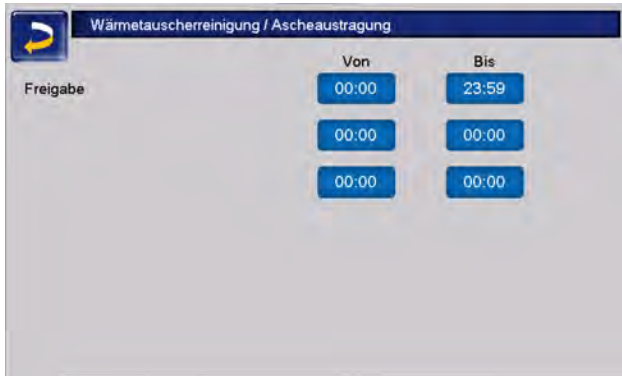 Wärmetauscherreinigung / Ascheaustragung
Von Bis
Freigabe 00:00 23:59
00:00 00:00
00:00 00:00